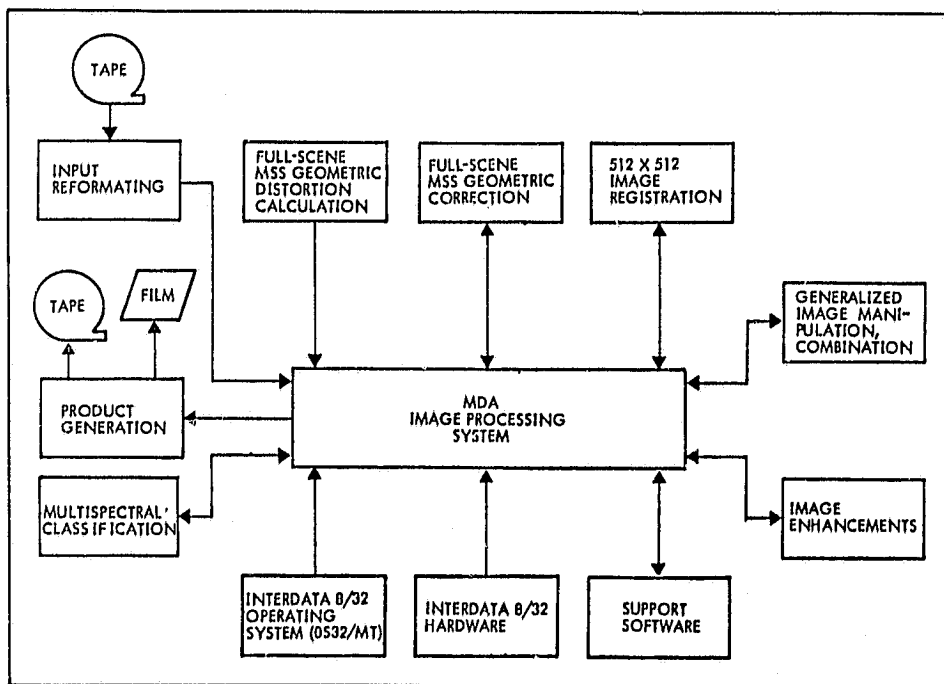 TAPE
INPUT
REFORMATING
FULL-SCENE
MSS GEOMETRIC
DISTORTION
CALCULATION
FULL-SCENE
MSS GEOMETRIC
CORRECTION
512 X 512
IMAGE
REGISTRATION
TAPE
FILM
GENERALIZED
IMAGE MANI-
PULATION,
COMBINATION
PRODUCT
GENERATION
MDA
IMAGE PROCESSING
SYSTEM
MULTISPECTRAL
CLASSIFICATION
IMAGE
ENHANCEMENTS
INTERDATA 8/32
OPERATING
SYSTEM (OS32/MT)
INTERDATA 8/32
HARDWARE
SUPPORT
SOFTWARE